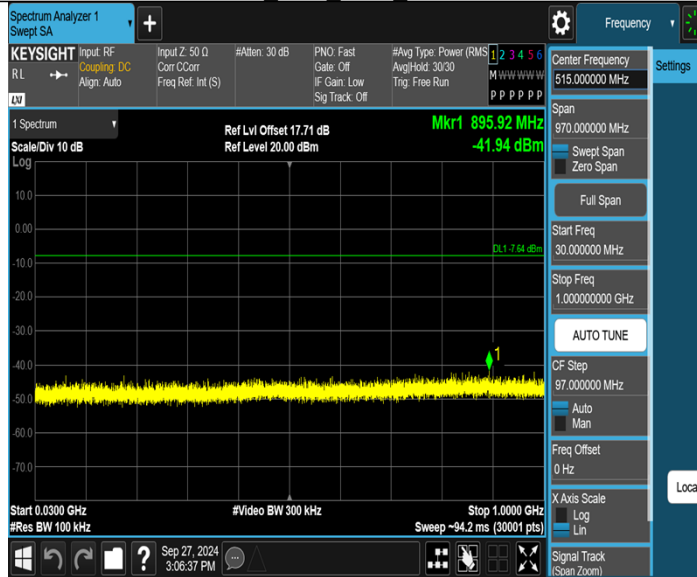 Spectrum Analyzer 1
Swept SA
Frequency
KEYSIGHT
RL
LXI
Input: RF
Coupling: DC
Align: Auto
Input Z: 50 Ω
Corr CCorr
Freq Ref: Int (S)
#Atten: 30 dB
PNO: Fast
Gate: Off
IF Gain: Low
Sig Track: Off
#Avg Type: Power (RMS
Avg|Hold: 30/30
Trig: Free Run
1 2 3 4 5 6
M W W W W W
P P P P P P
Center Frequency
515.000000 MHz
Settings
Span
970.000000 MHz
Swept Span
Zero Span
Full Span
Start Freq
30.000000 MHz
Stop Freq
1.000000000 GHz
AUTO TUNE
CF Step
97.000000 MHz
Auto
Man
Freq Offset
0 Hz
X Axis Scale
Log
Lin
Signal Track
(Span Zoom)
Loca
1 Spectrum
Scale/Div 10 dB
Log
Ref Lvl Offset 17.71 dB
Ref Level 20.00 dBm
Mkr1 895.92 MHz
-41.94 dBm
10.0
0.00
DL1 -7.64 dBm
-10.0
-20.0
-30.0
1
-40.0
-50.0
-60.0
-70.0
Start 0.0300 GHz
#Res BW 100 kHz
#Video BW 300 kHz
Stop 1.0000 GHz
Sweep ~94.2 ms (30001 pts)
?
Sep 27, 2024
3:06:37 PM